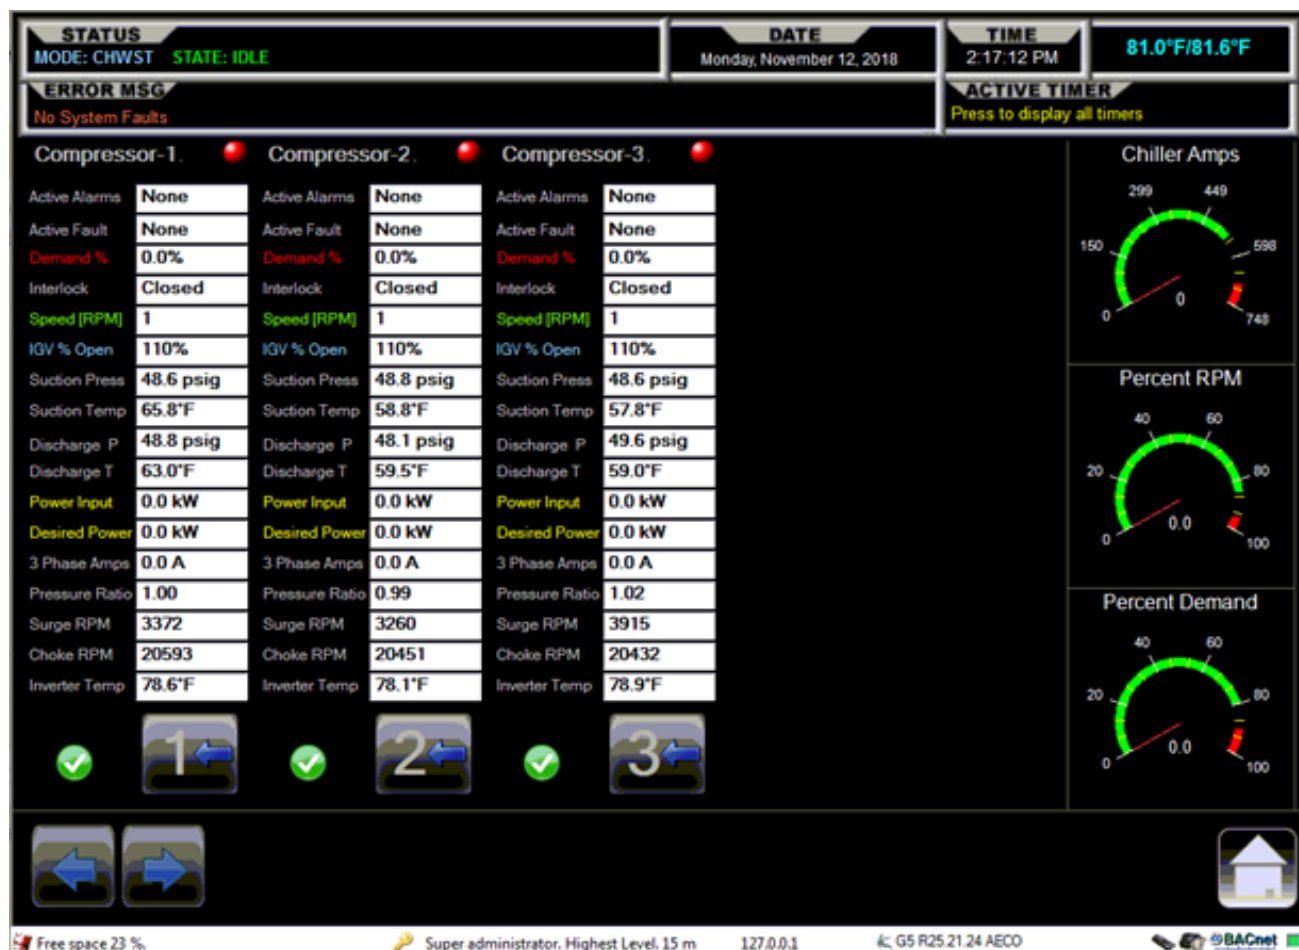 STATUS
MODE: CHWST STATE: IDLE
DATE
Monday, November 12, 2018
TIME
2:17:12 PM
81.0°F/81.6°F
ERROR MSG
No System Faults
ACTIVE TIMER
Press to display all timers
Compressor-1. Compressor-2. Compressor-3.
Active Alarms None Active Alarms None Active Alarms None
Active Fault None Active Fault None Active Fault None
Demand % 0.0% Demand % 0.0% Demand % 0.0%
Interlock Closed Interlock Closed Interlock Closed
Speed [RPM] 1 Speed [RPM] 1 Speed [RPM] 1
IGV % Open 110% IGV % Open 110% IGV % Open 110%
Suction Press 48.6 psig Suction Press 48.8 psig Suction Press 48.6 psig
Suction Temp 65.8°F Suction Temp 58.8°F Suction Temp 57.8°F
Discharge P 48.8 psig Discharge P 48.1 psig Discharge P 49.6 psig
Discharge T 63.0°F Discharge T 59.5°F Discharge T 59.0°F
Power Input 0.0 kW Power Input 0.0 kW Power Input 0.0 kW
Desired Power 0.0 kW Desired Power 0.0 kW Desired Power 0.0 kW
3 Phase Amps 0.0 A 3 Phase Amps 0.0 A 3 Phase Amps 0.0 A
Pressure Ratio 1.00 Pressure Ratio 0.99 Pressure Ratio 1.02
Surge RPM 3372 Surge RPM 3260 Surge RPM 3915
Choke RPM 20593 Choke RPM 20451 Choke RPM 20432
Inverter Temp 78.6°F Inverter Temp 78.1°F Inverter Temp 78.9°F
1 2 3
Chiller Amps
299 449
150 598
0 0 748
Percent RPM
40 60
20 80
0 0.0 100
Percent Demand
40 60
20 80
0 0.0 100
Free space 23 %. Super administrator. Highest Level. 15 m 127.0.0.1 G5 R25.21.24 AECO BACnet